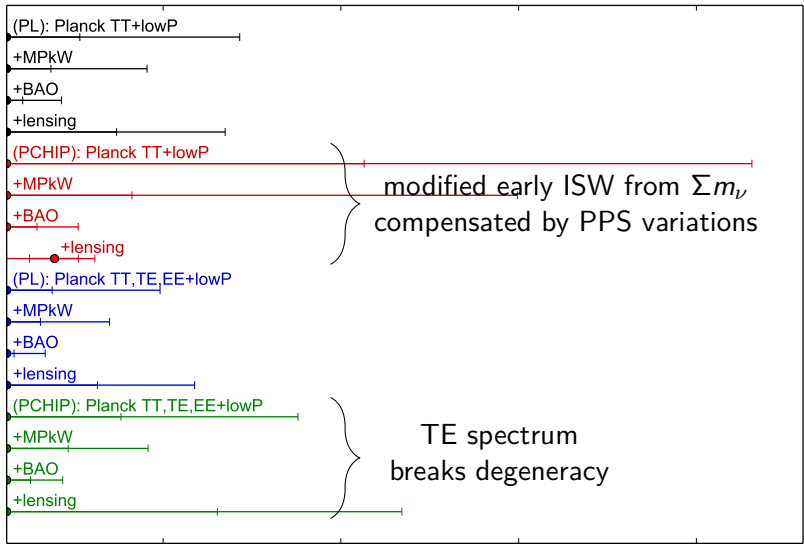 (PL): Planck TT+lowP
+MPkW
+BAO
+lensing
(PCHIP): Planck TT+lowP
+MPkW
+BAO
+lensing
modified early ISW from Σmν
compensated by PPS variations
(PL): Planck TT,TE,EE+lowP
+MPkW
+BAO
+lensing
(PCHIP): Planck TT,TE,EE+lowP
+MPkW
+BAO
+lensing
TE spectrum
breaks degeneracy